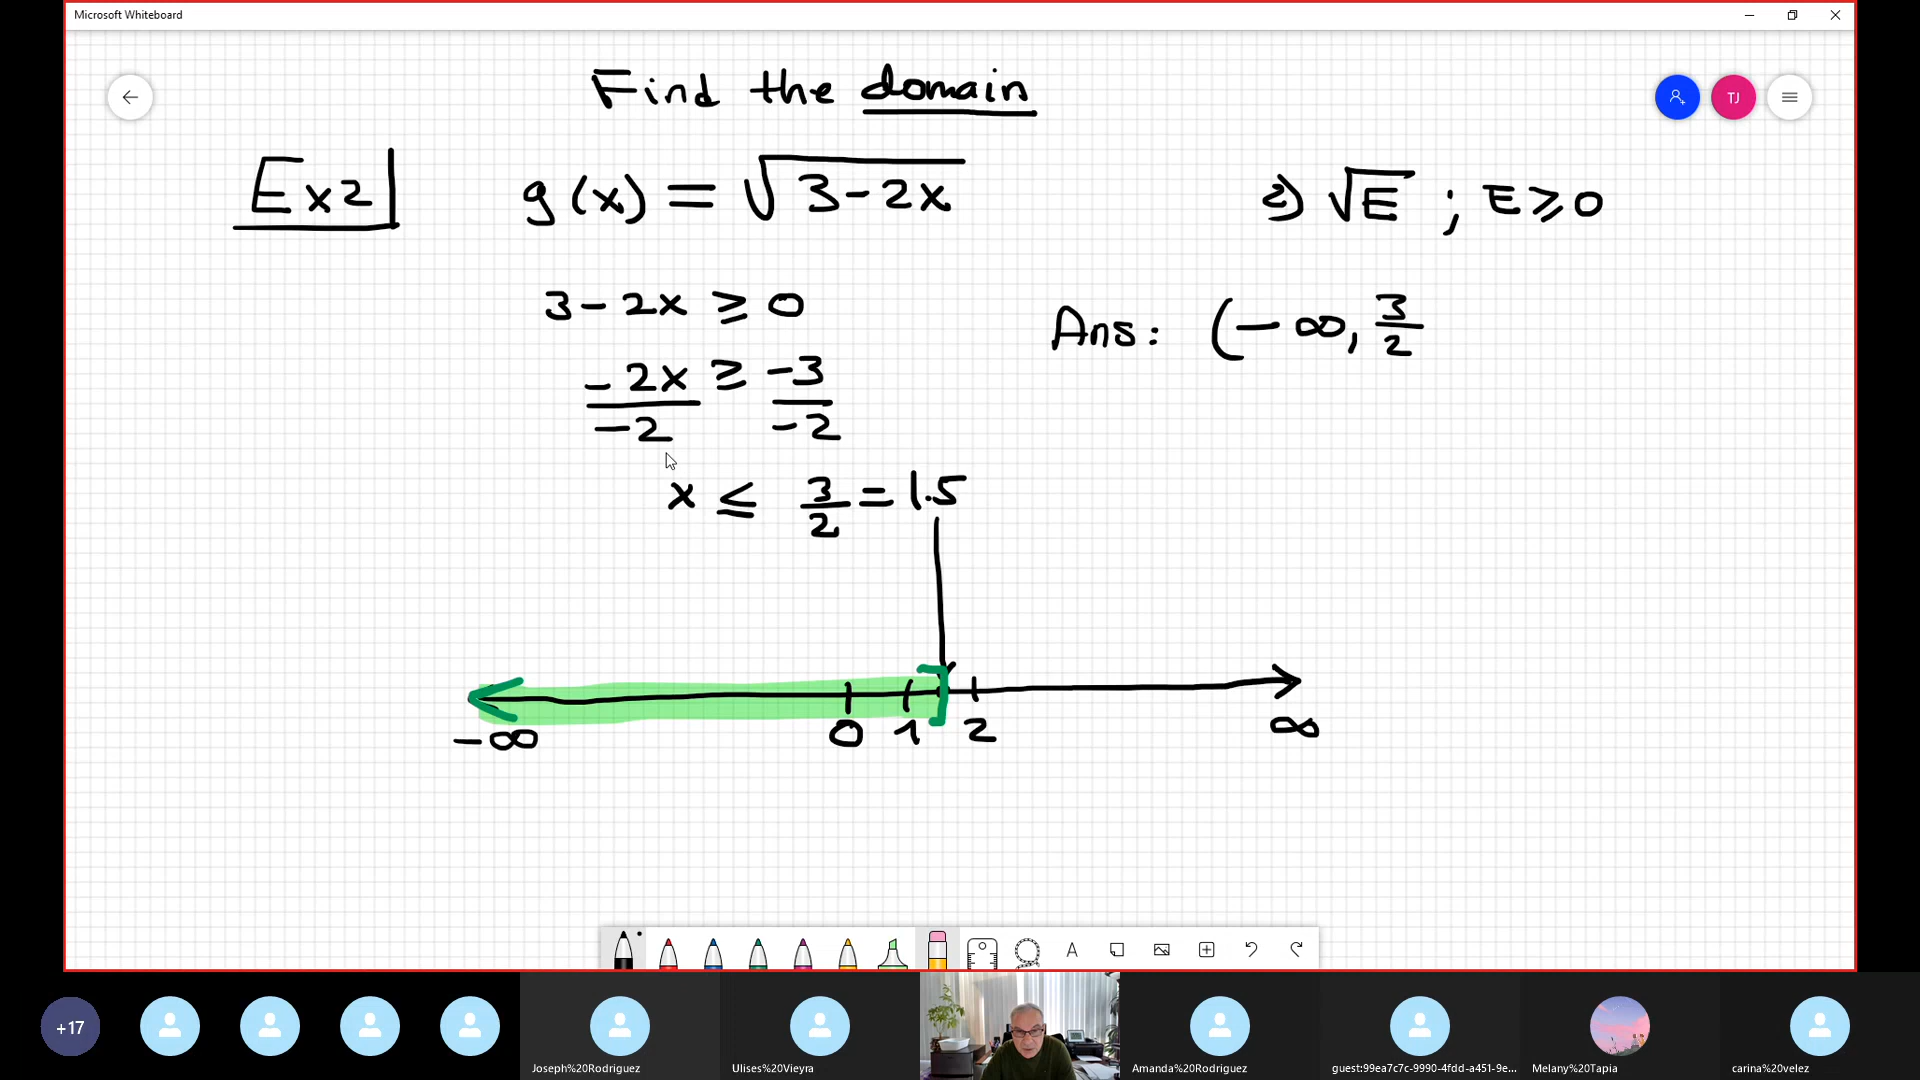 Microsoft Whiteboard
Find the domain
TJ
Ex2 g(x) = √3-2x 2) √E ; E ≥ 0
3 - 2x ≥ 0
Ans: (-∞, 3/2
-2x/-2 ≥ -3/-2
x ≤ 3/2 = 1.5
-∞ 0 1 2 ∞
A
+17
Joseph%20Rodriguez
Ulises%20Vieyra
Amanda%20Rodriguez
guest:99ea7c7c-9990-4fdd-a451-9e...
Melany%20Tapia
carina%20velez